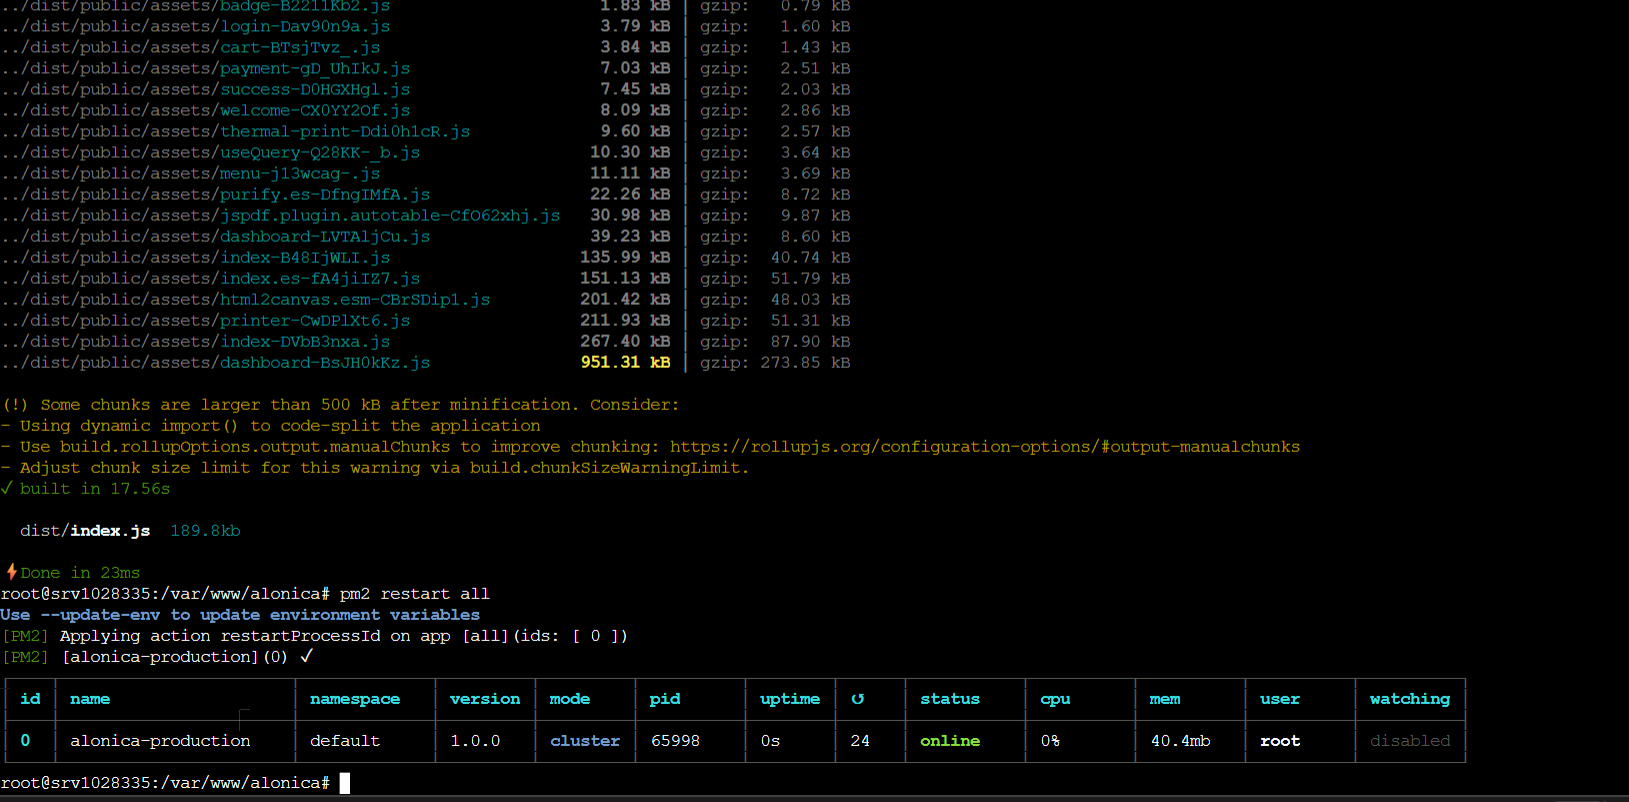 ../dist/public/assets/badge-B22llKb2.js 1.83 kB | gzip: 0.79 kB
../dist/public/assets/login-Dav90n9a.js 3.79 kB | gzip: 1.60 kB
../dist/public/assets/cart-BTsjTvz_.js 3.84 kB | gzip: 1.43 kB
../dist/public/assets/payment-gD_UhIkJ.js 7.03 kB | gzip: 2.51 kB
../dist/public/assets/success-D0HGXHgl.js 7.45 kB | gzip: 2.03 kB
../dist/public/assets/welcome-CX0YY2Of.js 8.09 kB | gzip: 2.86 kB
../dist/public/assets/thermal-print-Ddi0h1cR.js 9.60 kB | gzip: 2.57 kB
../dist/public/assets/useQuery-Q28KK-_b.js 10.30 kB | gzip: 3.64 kB
../dist/public/assets/menu-j13wcag-.js 11.11 kB | gzip: 3.69 kB
../dist/public/assets/purify.es-DfngIMfA.js 22.26 kB | gzip: 8.72 kB
../dist/public/assets/jspdf.plugin.autotable-CfO62xhj.js 30.98 kB | gzip: 9.87 kB
../dist/public/assets/dashboard-LVTAljCu.js 39.23 kB | gzip: 8.60 kB
../dist/public/assets/index-B48IjWLI.js 135.99 kB | gzip: 40.74 kB
../dist/public/assets/index.es-fA4jiIZ7.js 151.13 kB | gzip: 51.79 kB
../dist/public/assets/html2canvas.esm-CBrSDip1.js 201.42 kB | gzip: 48.03 kB
../dist/public/assets/printer-CwDPlXt6.js 211.93 kB | gzip: 51.31 kB
../dist/public/assets/index-DVbB3nxa.js 267.40 kB | gzip: 87.90 kB
../dist/public/assets/dashboard-BsJH0kKz.js 951.31 kB | gzip: 273.85 kB
(!) Some chunks are larger than 500 kB after minification. Consider:
- Using dynamic import() to code-split the application
- Use build.rollupOptions.output.manualChunks to improve chunking: https://rollupjs.org/configuration-options/#output-manualchunks
- Adjust chunk size limit for this warning via build.chunkSizeWarningLimit.
✓ built in 17.56s
dist/index.js 189.8kb
⚡Done in 23ms
root@srv1028335:/var/www/alonica# pm2 restart all
Use --update-env to update environment variables
[PM2] Applying action restartProcessId on app [all](ids: [ 0 ])
[PM2] [alonica-production](0) ✓
id name namespace version mode pid uptime ↺ status cpu mem user watching
0 alonica-production default 1.0.0 cluster 65998 0s 24 online 0% 40.4mb root disabled
root@srv1028335:/var/www/alonica#